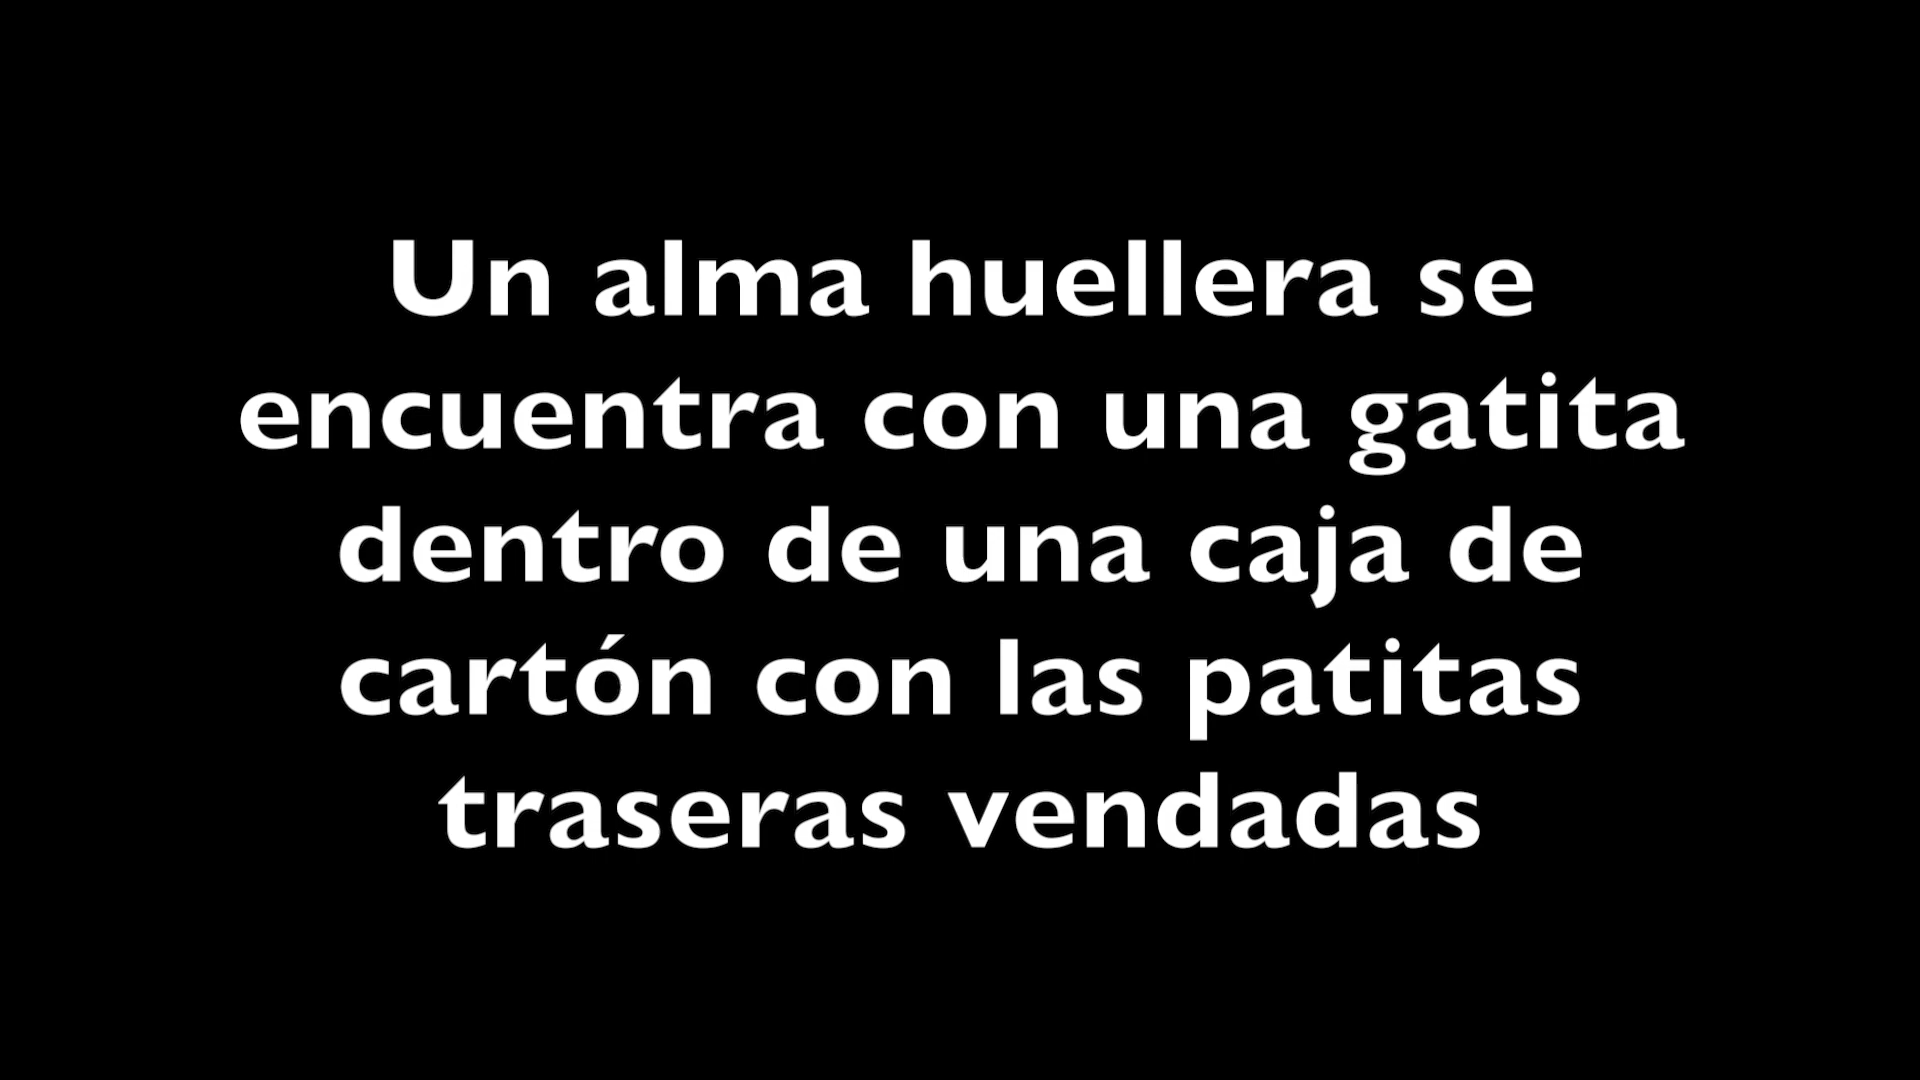 Un alma huellera se
encuentra con una gatita
dentro de una caja de
cartón con las patitas
traseras vendadas